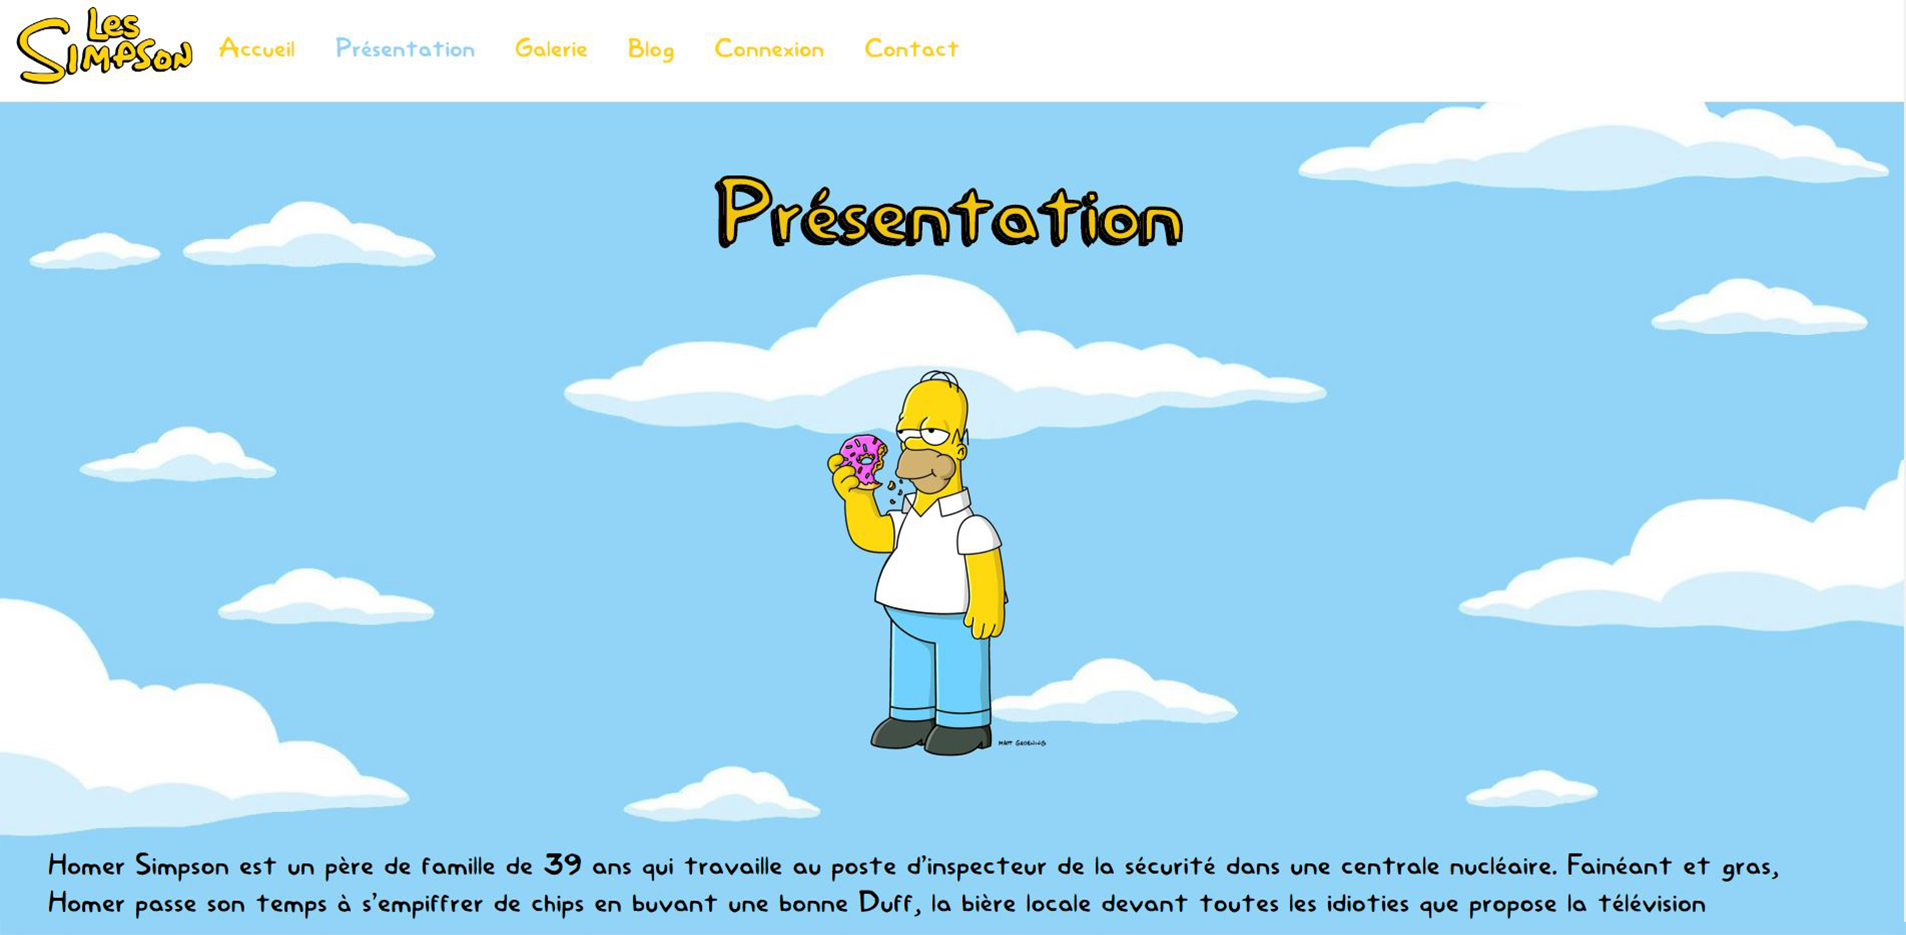 Les
Simpson
Accueil Présentation Galerie Blog Connexion Contact
Présentation
Matt Groening
Homer Simpson est un père de famille de 39 ans qui travaille au poste d'inspecteur de la sécurité dans une centrale nucléaire. Fainéant et gras,
Homer passe son temps à s'empiffrer de chips en buvant une bonne Duff, la bière locale devant toutes les idioties que propose la télévision